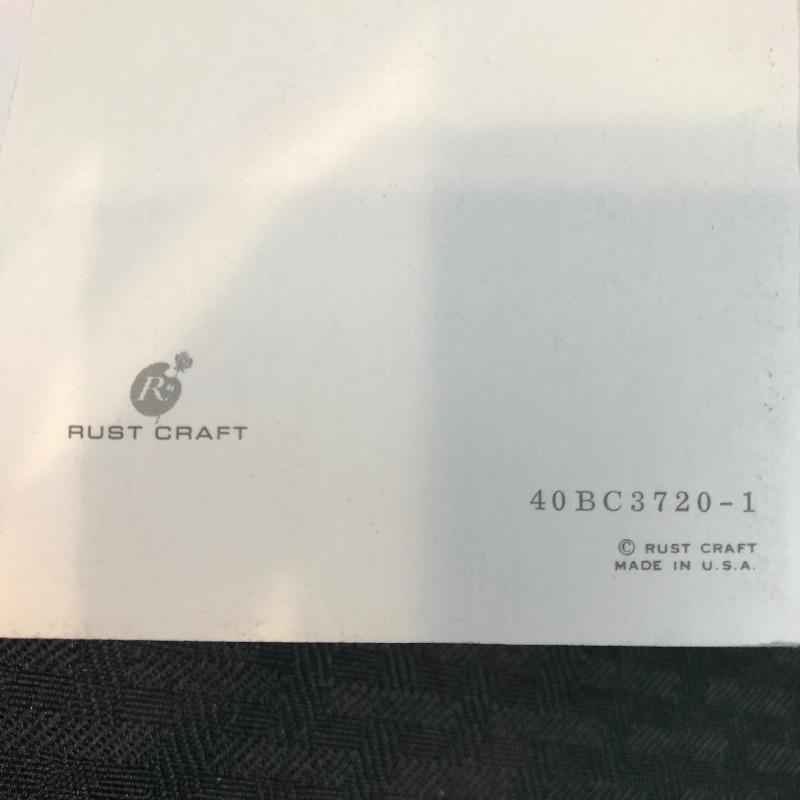 R
RUST CRAFT
40BC3720-1
© RUST CRAFT
MADE IN U.S.A.